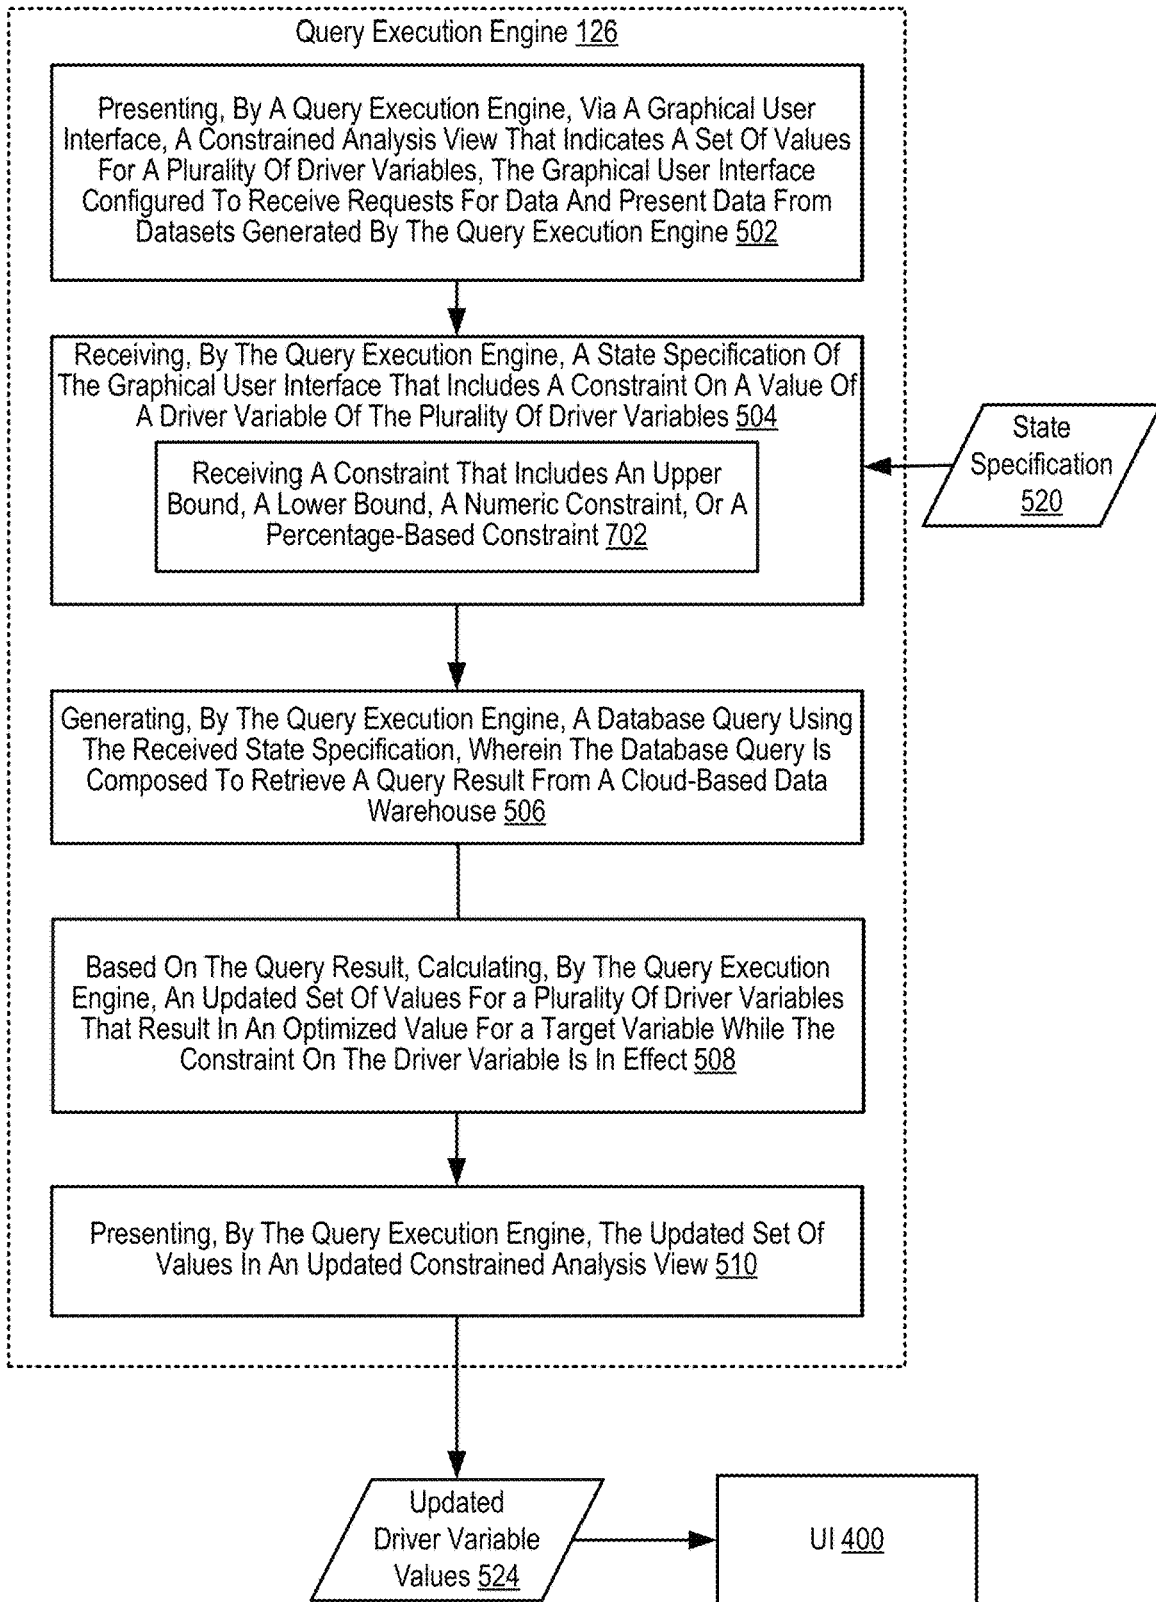 Query Execution Engine 126
Presenting, By A Query Execution Engine, Via A Graphical User
Interface, A Constrained Analysis View That Indicates A Set Of Values
For A Plurality Of Driver Variables, The Graphical User Interface
Configured To Receive Requests For Data And Present Data From
Datasets Generated By The Query Execution Engine 502
Receiving, By The Query Execution Engine, A State Specification Of
The Graphical User Interface That Includes A Constraint On A Value Of
A Driver Variable Of The Plurality Of Driver Variables 504
Receiving A Constraint That Includes An Upper
Bound, A Lower Bound, A Numeric Constraint, Or A
Percentage-Based Constraint 702
State
Specification
520
Generating, By The Query Execution Engine, A Database Query Using
The Received State Specification, Wherein The Database Query Is
Composed To Retrieve A Query Result From A Cloud-Based Data
Warehouse 506
Based On The Query Result, Calculating, By The Query Execution
Engine, An Updated Set Of Values For a Plurality Of Driver Variables
That Result In An Optimized Value For a Target Variable While The
Constraint On The Driver Variable Is In Effect 508
Presenting, By The Query Execution Engine, The Updated Set Of
Values In An Updated Constrained Analysis View 510
Updated
Driver Variable
Values 524
UI 400